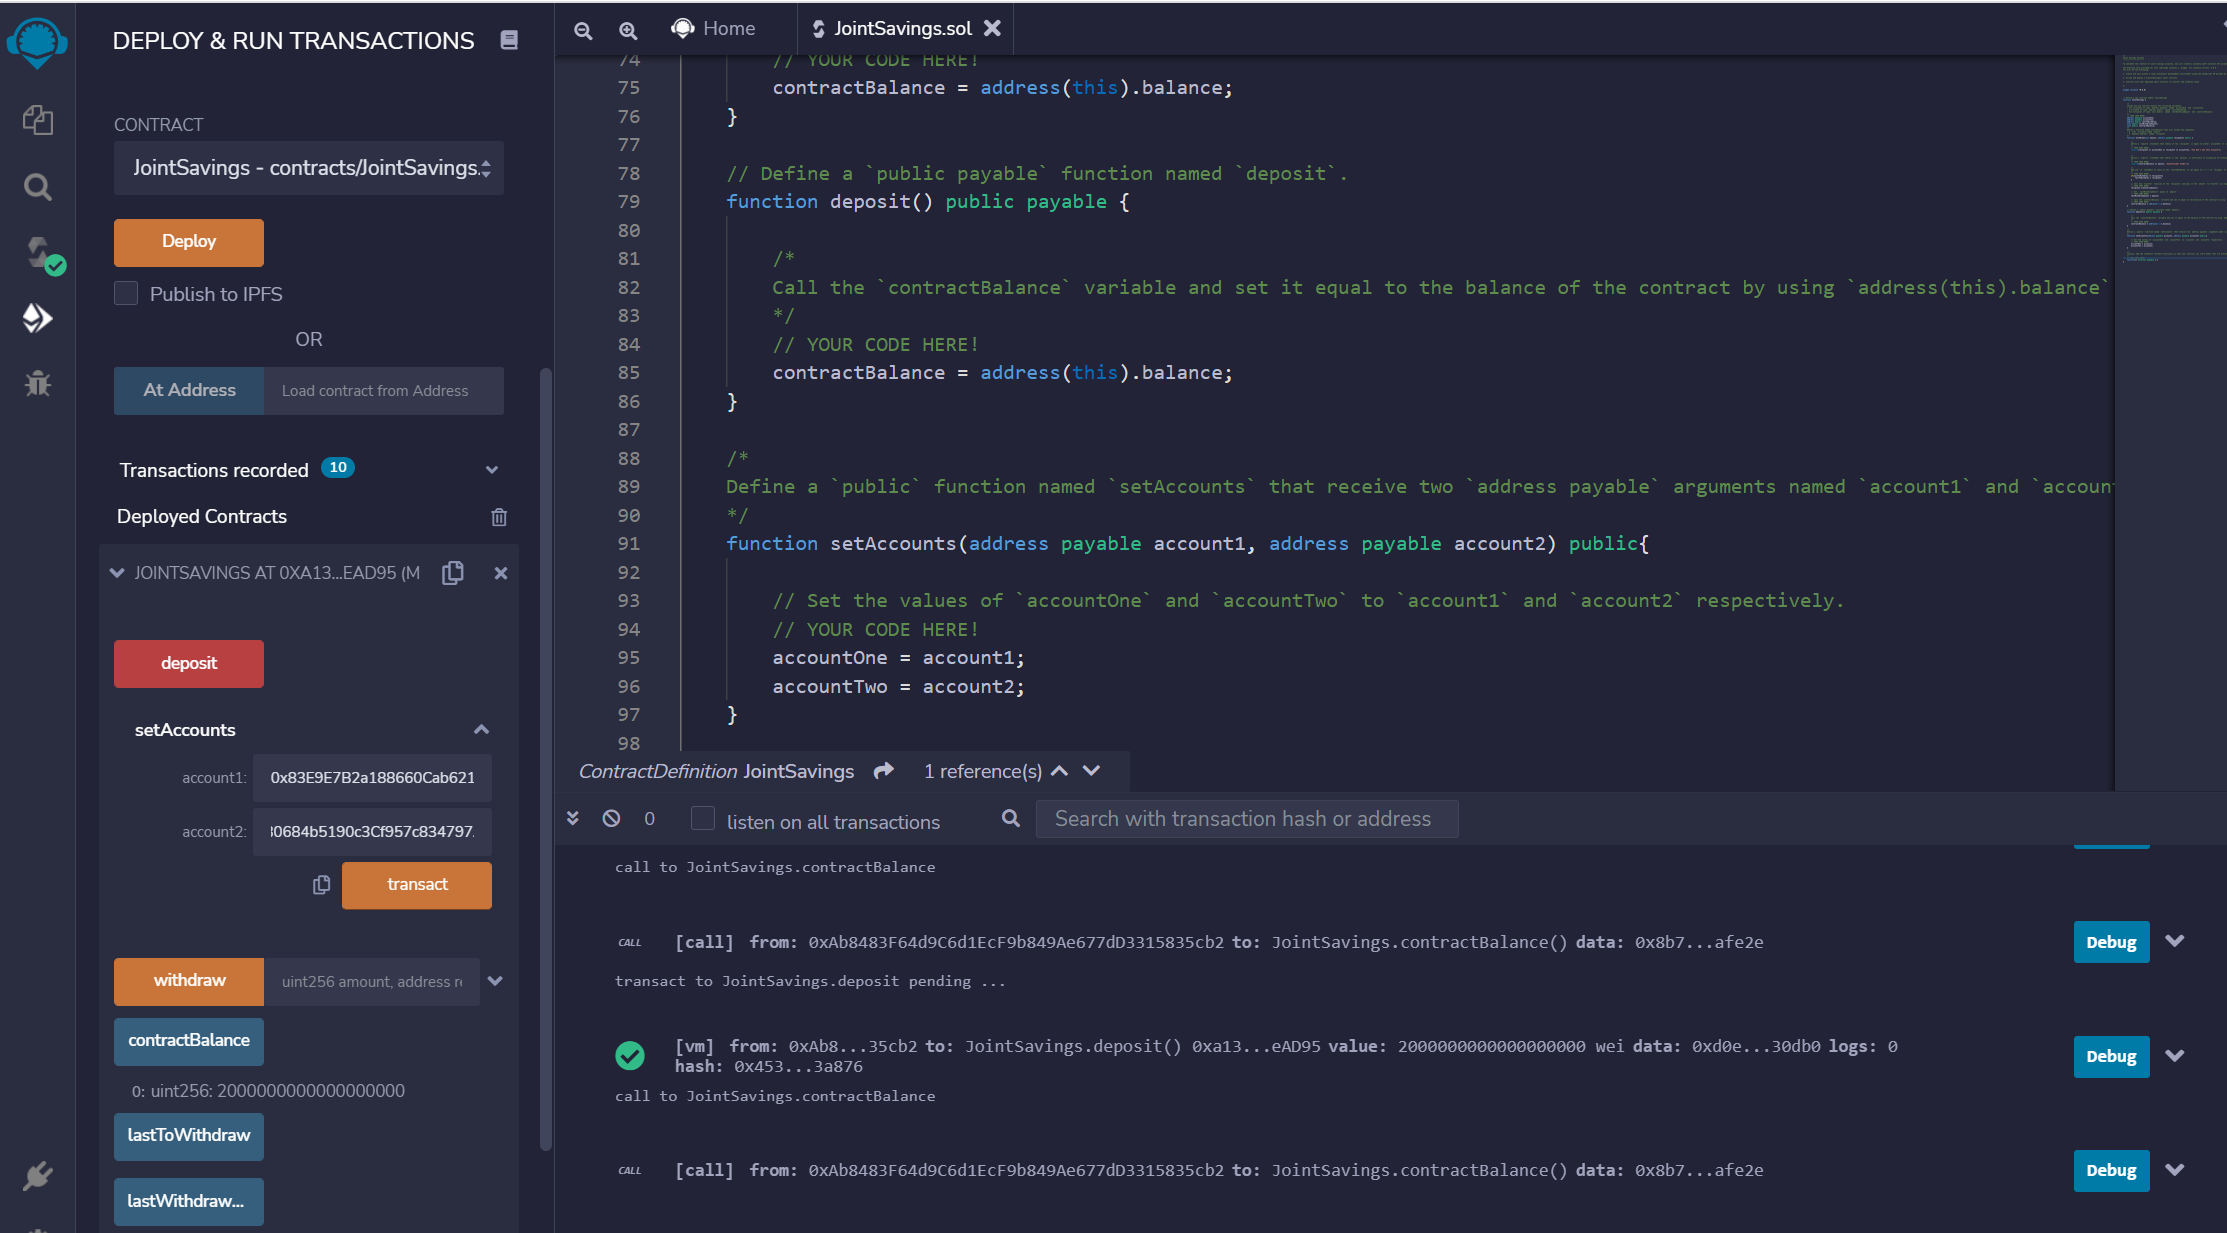 DEPLOY & RUN TRANSACTIONS
CONTRACT
JointSavings - contracts/JointSavings.
Deploy
Publish to IPFS
OR
At Address
Load contract from Address
Transactions recorded 10
Deployed Contracts
JOINTSAVINGS AT 0XA13...EAD95 (M
deposit
setAccounts
account1: 0x83E9E7B2a188660Cab621
account2: 30684b5190c3Cf957c834797.
transact
withdraw
uint256 amount, address re
contractBalance
0: uint256: 2000000000000000000
lastToWithdraw
lastWithdraw...
Home
JointSavings.sol
74 // YOUR CODE HERE!
75 contractBalance = address(this).balance;
76 }
77
78 // Define a `public payable` function named `deposit`.
79 function deposit() public payable {
80
81 /*
82 Call the `contractBalance` variable and set it equal to the balance of the contract by using `address(this).balance`
83 */
84 // YOUR CODE HERE!
85 contractBalance = address(this).balance;
86 }
87
88 /*
89 Define a `public` function named `setAccounts` that receive two `address payable` arguments named `account1` and `accoun
90 */
91 function setAccounts(address payable account1, address payable account2) public{
92
93 // Set the values of `accountOne` and `accountTwo` to `account1` and `account2` respectively.
94 // YOUR CODE HERE!
95 accountOne = account1;
96 accountTwo = account2;
97 }
98
ContractDefinition JointSavings 1 reference(s)
0 listen on all transactions Search with transaction hash or address
call to JointSavings.contractBalance
CALL [call] from: 0xAb8483F64d9C6d1EcF9b849Ae677dD3315835cb2 to: JointSavings.contractBalance() data: 0x8b7...afe2e Debug
transact to JointSavings.deposit pending ...
[vm] from: 0xAb8...35cb2 to: JointSavings.deposit() 0xa13...eAD95 value: 2000000000000000000 wei data: 0xd0e...30db0 logs: 0
hash: 0x453...3a876
Debug
call to JointSavings.contractBalance
CALL [call] from: 0xAb8483F64d9C6d1EcF9b849Ae677dD3315835cb2 to: JointSavings.contractBalance() data: 0x8b7...afe2e Debug